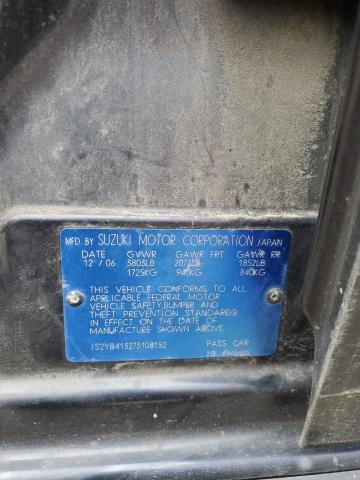 MFD BY SUZUKI MOTOR CORPORATION JAPAN
DATE GVWR GAWR FRT GAWR RR
12 / 06 3803LB 2072LB 1852LB
1725KG 940KG 840KG
THIS VEHICLE CONFORMS TO ALL
APPLICABLE FEDERAL MOTOR
VEHICLE SAFETY,BUMPER AND
THEFT PREVENTION STANDARDS
IN EFFECT ON THE DATE OF
MANUFACTURE SHOWN ABOVE.
JS2YB413275108152 PASS CAR